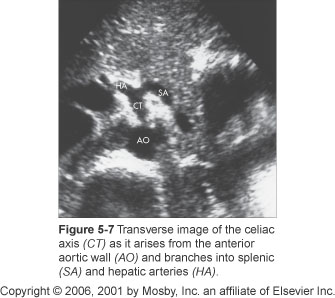 HA
SA
CT
AO
Figure 5-7 Transverse image of the celiac
axis (CT) as it arises from the anterior
aortic wall (AO) and branches into splenic
(SA) and hepatic arteries (HA).
Copyright © 2006, 2001 by Mosby, Inc. an affiliate of Elsevier Inc.